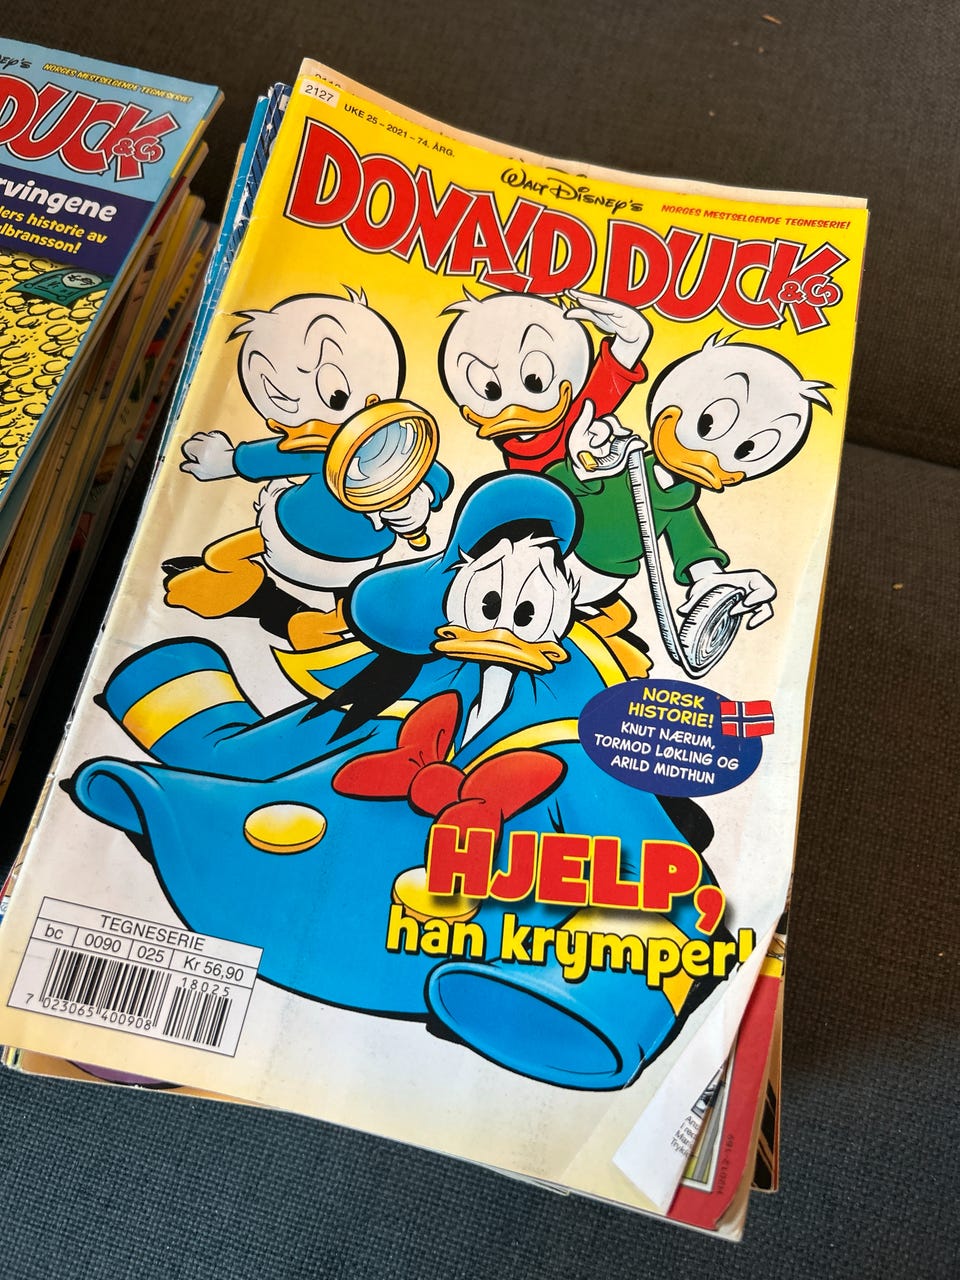 NORGES MESTSELGENDE TEGNESERIE!
DUCK
&Co
rvingene
lers historie av
lbransson!
2127
UKE 25 – 2021 – 74. ÅRG.
WALT DISNEY'S
NORGES MESTSELGENDE TEGNESERIE!
DONALD DUCK
&Co
NORSK
HISTORIE!
KNUT NÆRUM,
TORMOD LØKLING OG
ARILD MIDTHUN
HJELP,
han krymper!
TEGNESERIE
bc 0090 025 Kr 56,90
18025
7 023065 400908